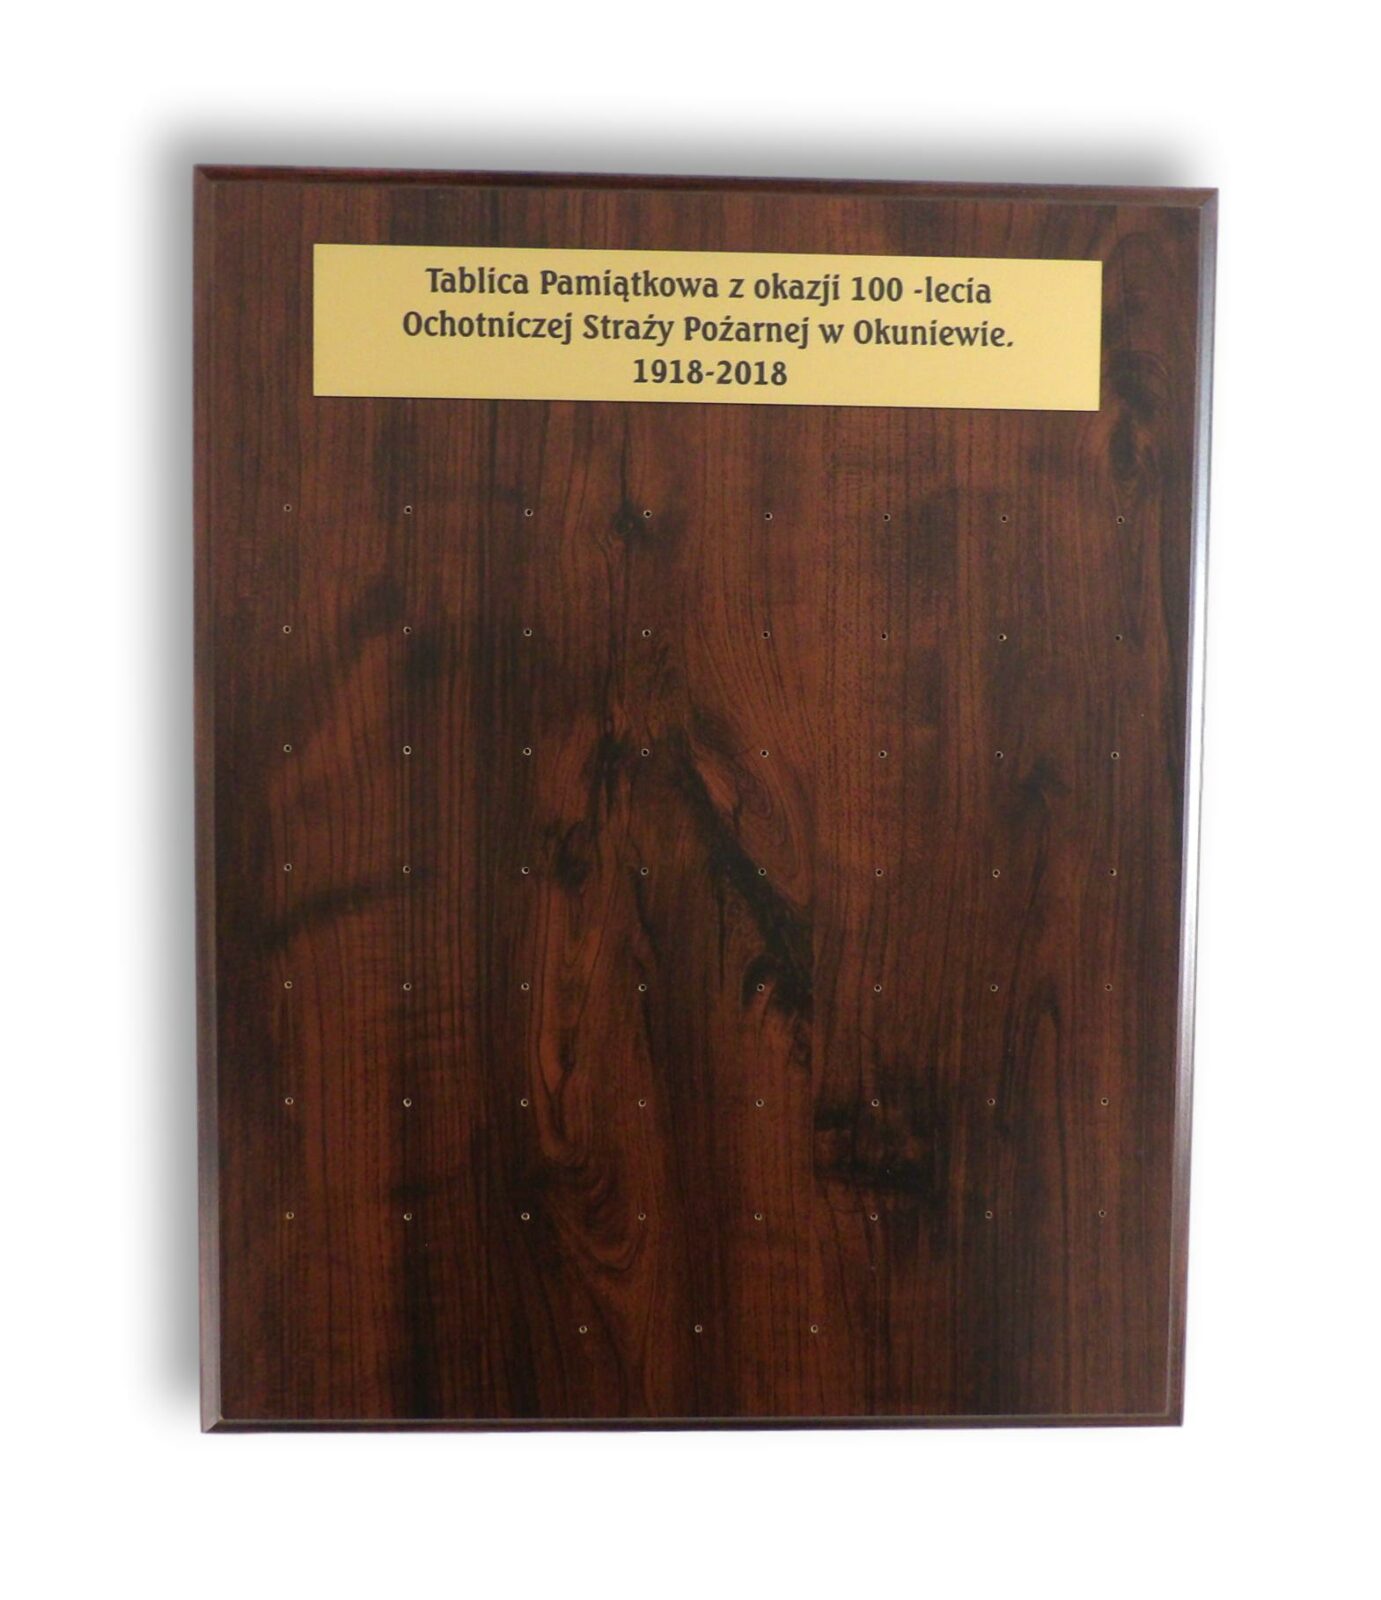 Tablica Pamiątkowa z okazji 100 -lecia
Ochotniczej Straży Pożarnej w Okuniewie.
1918-2018